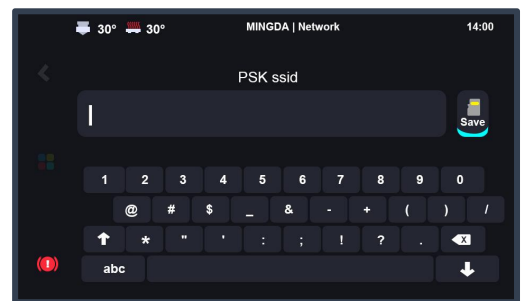 30° 30° MINGDA | Network 14:00
PSK ssid
Save
1 2 3 4 5 6 7 8 9 0
@ # $ _ & - + ( ) /
* " ' : ; ! ? .
abc